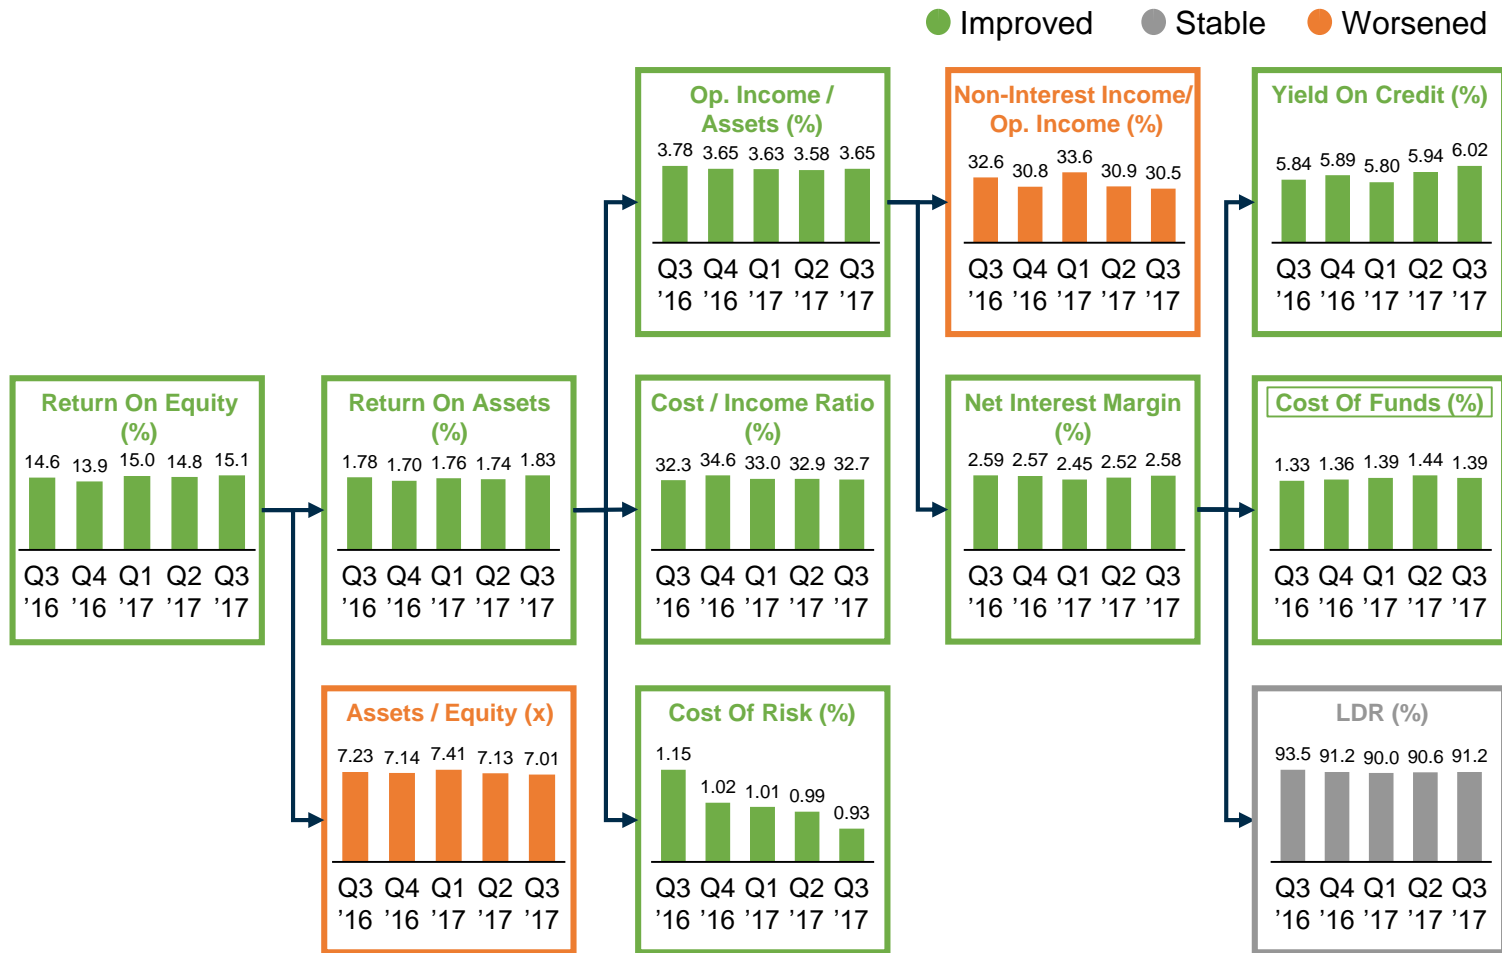 Improved Stable Worsened
Op. Income /
Assets (%)
3.78 3.65 3.63 3.58 3.65
Q3 Q4 Q1 Q2 Q3
’16 ’16 ’17 ’17 ’17
Non-Interest Income/
Op. Income (%)
32.6 30.8 33.6 30.9 30.5
Q3 Q4 Q1 Q2 Q3
’16 ’16 ’17 ’17 ’17
Yield On Credit (%)
5.84 5.89 5.80 5.94 6.02
Q3 Q4 Q1 Q2 Q3
’16 ’16 ’17 ’17 ’17
Return On Equity
(%)
14.6 13.9 15.0 14.8 15.1
Q3 Q4 Q1 Q2 Q3
’16 ’16 ’17 ’17 ’17
Return On Assets
(%)
1.78 1.70 1.76 1.74 1.83
Q3 Q4 Q1 Q2 Q3
’16 ’16 ’17 ’17 ’17
Cost / Income Ratio
(%)
32.3 34.6 33.0 32.9 32.7
Q3 Q4 Q1 Q2 Q3
’16 ’16 ’17 ’17 ’17
Net Interest Margin
(%)
2.59 2.57 2.45 2.52 2.58
Q3 Q4 Q1 Q2 Q3
’16 ’16 ’17 ’17 ’17
Cost Of Funds (%)
1.33 1.36 1.39 1.44 1.39
Q3 Q4 Q1 Q2 Q3
’16 ’16 ’17 ’17 ’17
Assets / Equity (x)
7.23 7.14 7.41 7.13 7.01
Q3 Q4 Q1 Q2 Q3
’16 ’16 ’17 ’17 ’17
Cost Of Risk (%)
1.15 1.02 1.01 0.99 0.93
Q3 Q4 Q1 Q2 Q3
’16 ’16 ’17 ’17 ’17
LDR (%)
93.5 91.2 90.0 90.6 91.2
Q3 Q4 Q1 Q2 Q3
’16 ’16 ’17 ’17 ’17